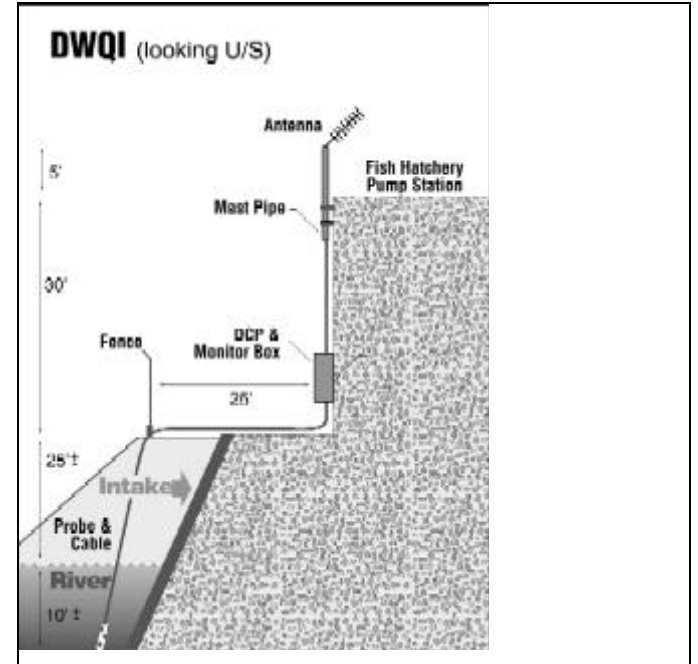 DWQI (looking U/S)
Antenna
5'
Fish Hatchery
Pump Station
Mast Pipe
30'
Fence
DCP &
Monitor Box
25'
25'±
Intake
Probe &
Cable
River
10' ±